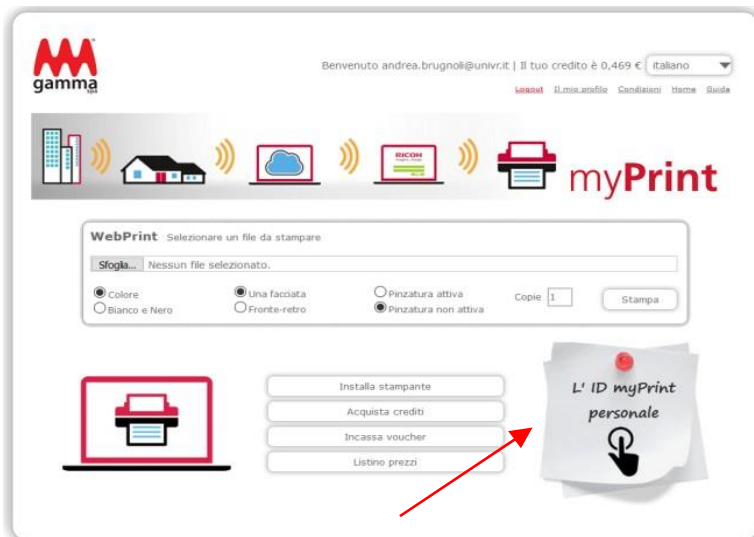 gamma
spa
Benvenuto andrea.brugnoli@univr.it | Il tuo credito è 0,469 € italiano
Logout Il mio profilo Condizioni Home Guida
RICOH
myPrint
WebPrint Selezionare un file da stampare
Sfoglia... Nessun file selezionato.
Colore Una facciata Pinzatura attiva Copie 1 Stampa
Bianco e Nero Fronte-retro Pinzatura non attiva
Installa stampante
Acquista crediti
Incassa voucher
Listino prezzi
L' ID myPrint
personale